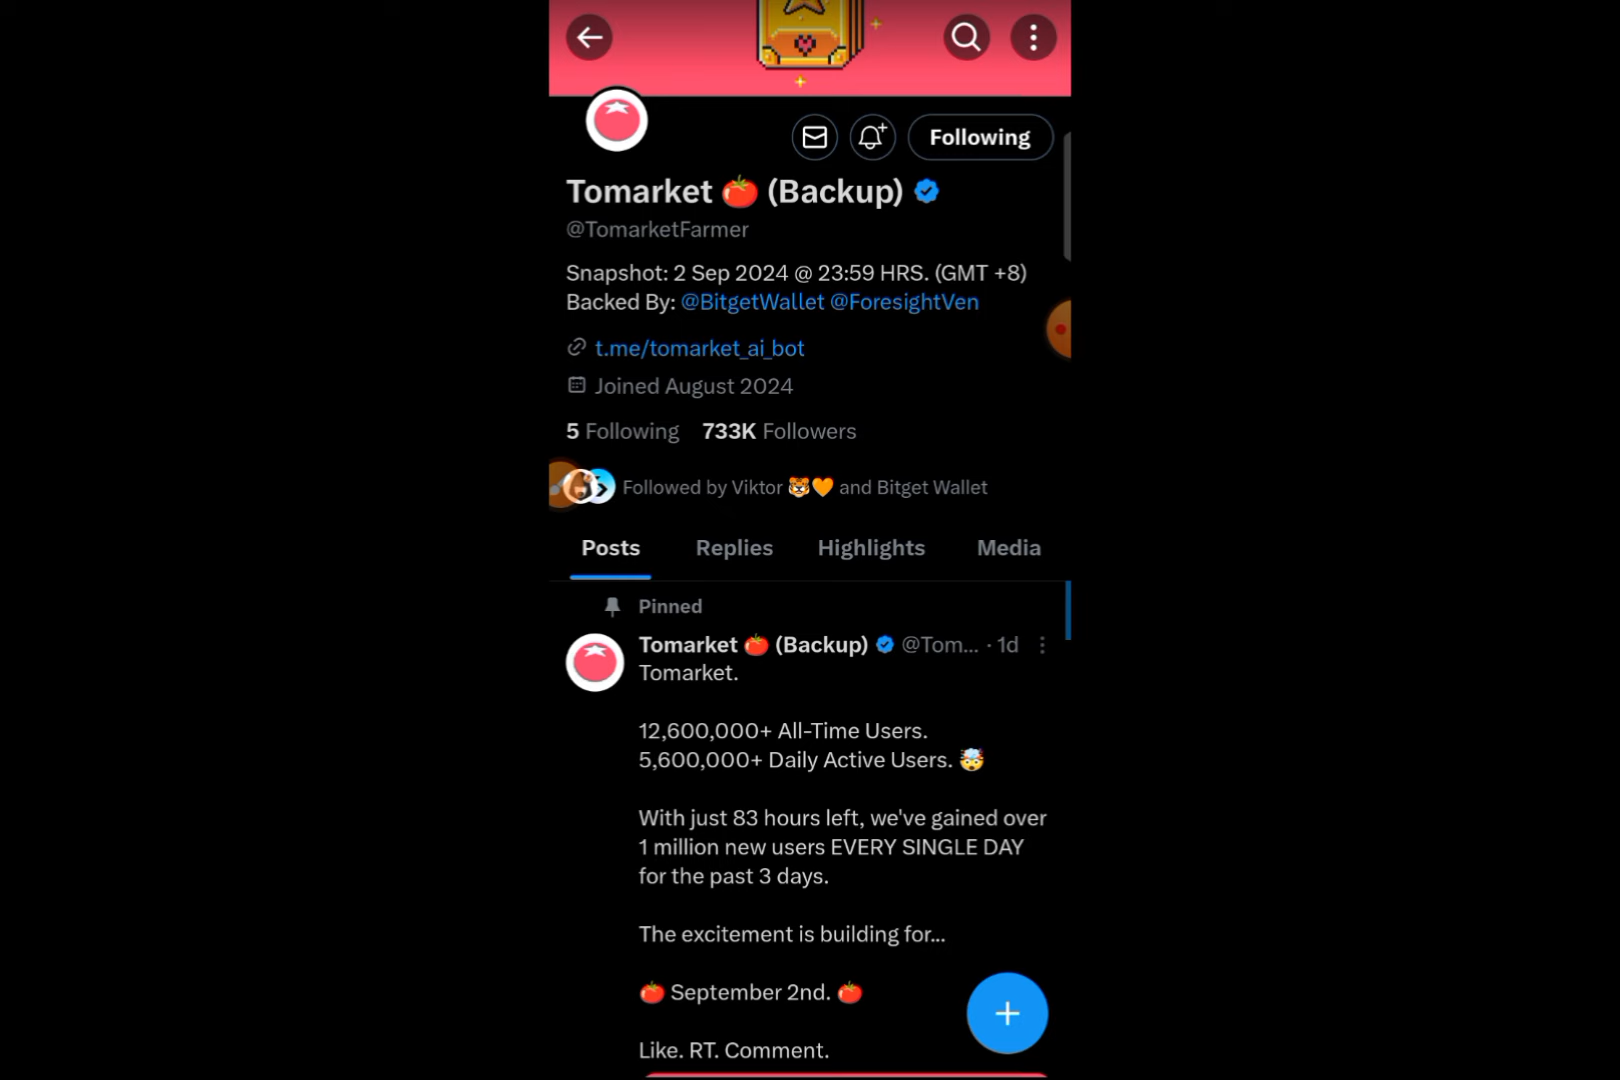 Following
Tomarket 🍅 (Backup)
@TomarketFarmer
Snapshot: 2 Sep 2024 @ 23:59 HRS. (GMT +8)
Backed By: @BitgetWallet @ForesightVen
t.me/tomarket_ai_bot
Joined August 2024
5 Following 733K Followers
Followed by Viktor 🐯🧡 and Bitget Wallet
Posts Replies Highlights Media
Pinned
Tomarket 🍅 (Backup) @Tom... · 1d
Tomarket.
12,600,000+ All-Time Users.
5,600,000+ Daily Active Users. 🤯
With just 83 hours left, we've gained over
1 million new users EVERY SINGLE DAY
for the past 3 days.
The excitement is building for...
🍅 September 2nd. 🍅
Like. RT. Comment.